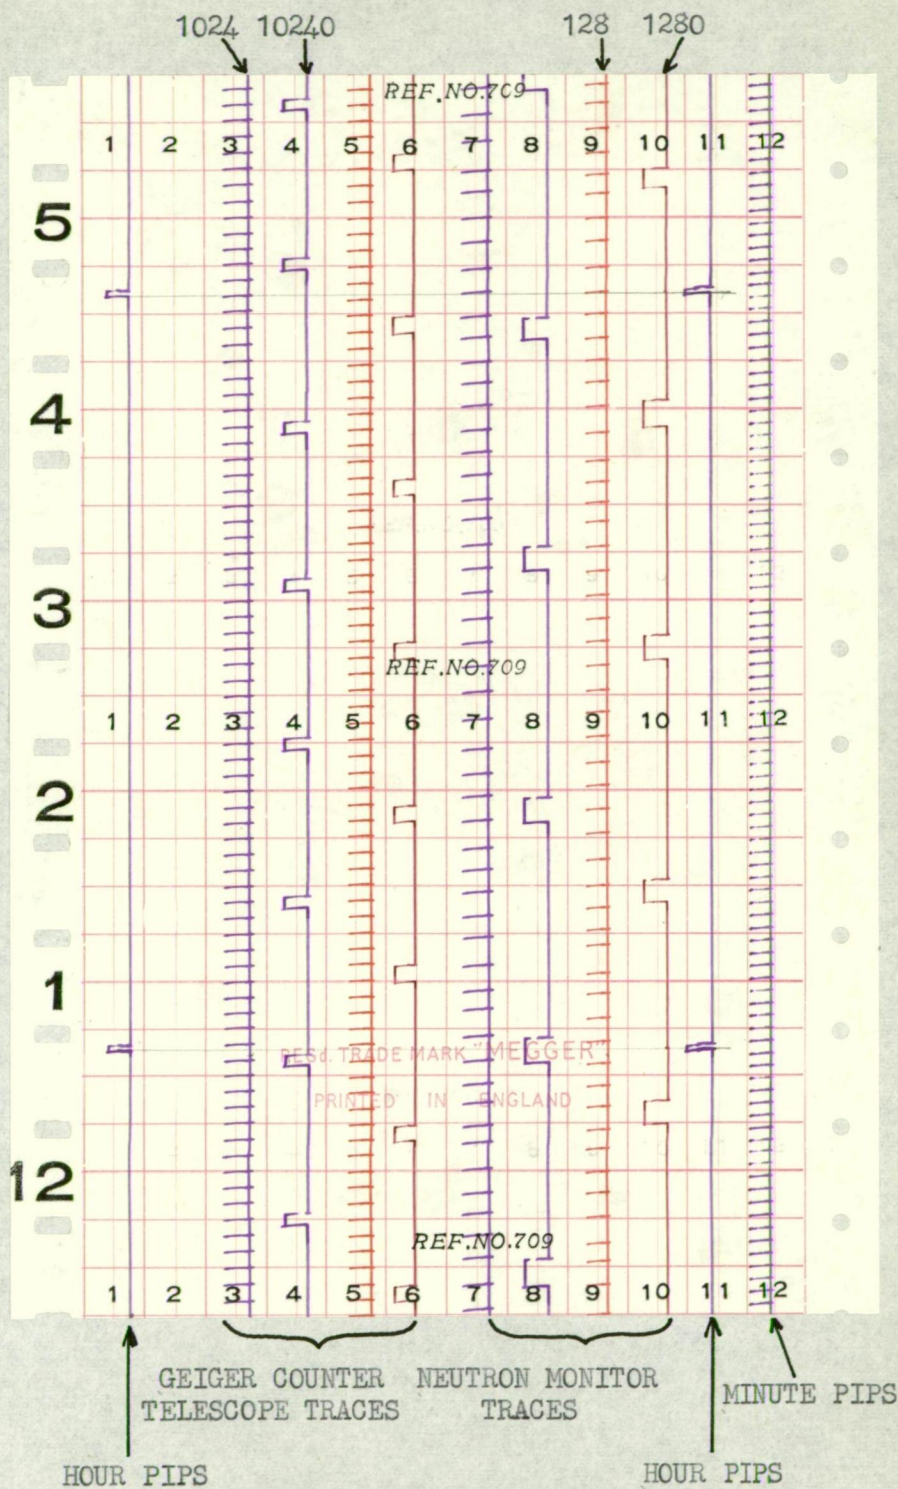 1024 10240 128 1280
REF.NO.709
1 2 3 4 5 6 7 8 9 10 11 12
5
4
3
REF.NO.709
1 2 3 4 5 6 7 8 9 10 11 12
2
1
REGd. TRADE MARK "MEGGER"
PRINTED IN ENGLAND
12
REF.NO.709
1 2 3 4 5 6 7 8 9 10 11 12
GEIGER COUNTER TELESCOPE TRACES
NEUTRON MONITOR TRACES
MINUTE PIPS
HOUR PIPS
HOUR PIPS